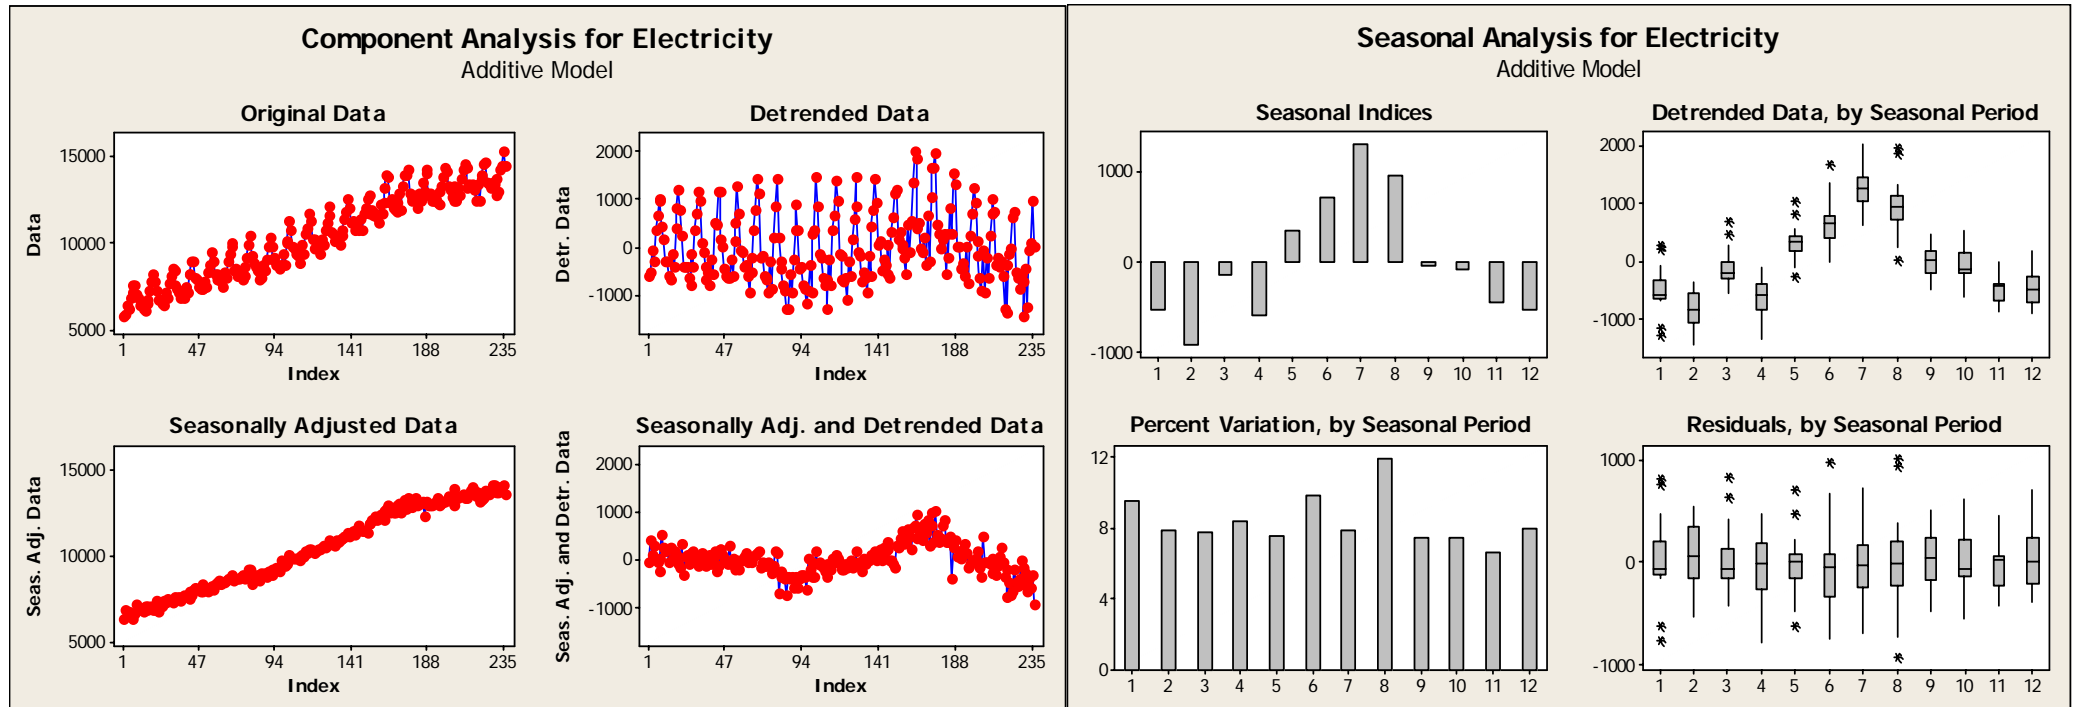 Component Analysis for Electricity
Additive Model
Original Data
Data
15000
10000
5000
1 47 94 141 188 235
Index
Detrended Data
Detr. Data
2000
1000
0
-1000
1 47 94 141 188 235
Index
Seasonally Adjusted Data
Seas. Adj. Data
15000
10000
5000
1 47 94 141 188 235
Index
Seasonally Adj. and Detrended Data
Seas. Adj. and Detr. Data
2000
1000
0
-1000
1 47 94 141 188 235
Index
Seasonal Analysis for Electricity
Additive Model
Seasonal Indices
1000
0
-1000
1 2 3 4 5 6 7 8 9 10 11 12
Detrended Data, by Seasonal Period
2000
1000
0
-1000
1 2 3 4 5 6 7 8 9 10 11 12
Percent Variation, by Seasonal Period
12
8
4
0
1 2 3 4 5 6 7 8 9 10 11 12
Residuals, by Seasonal Period
1000
0
-1000
1 2 3 4 5 6 7 8 9 10 11 12